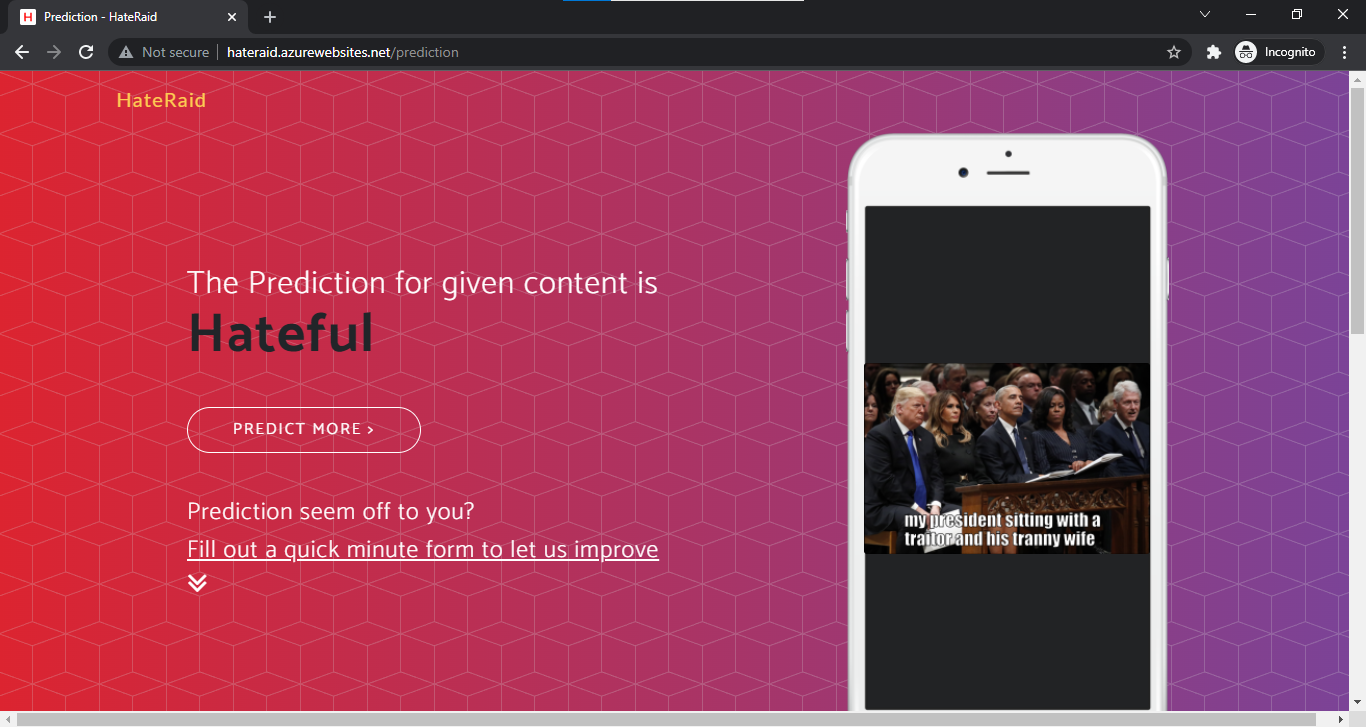 Prediction - HateRaid
Not secure
hateraid.azurewebsites.net/prediction
Incognito
HateRaid
The Prediction for given content is
Hateful
PREDICT MORE >
Prediction seem off to you?
Fill out a quick minute form to let us improve
my president sitting with a
traitor and his tranny wife